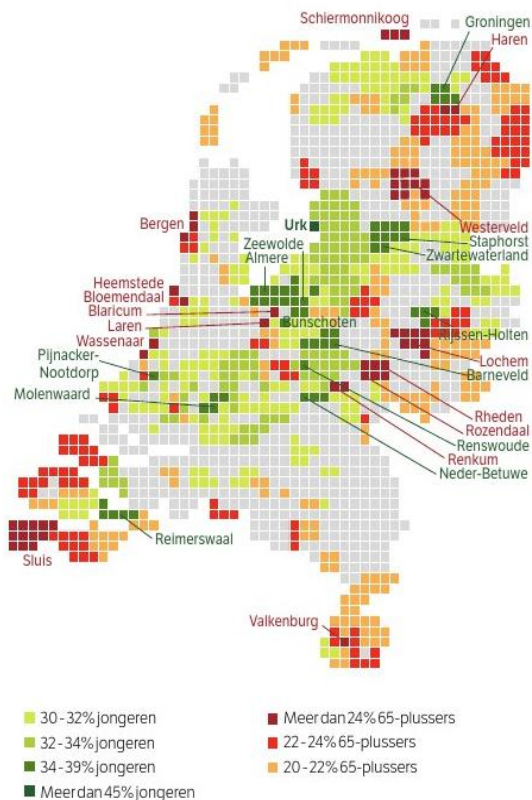 Schiermonnikoog
Groningen
Haren
Bergen
Urk
Westerveld
Staphorst
Zwartewaterland
Zeewolde
Almere
Heemstede
Bloemendaal
Blaricum
Laren
Wassenaar
Bunschoten
Rijssen-Holten
Lochem
Barneveld
Pijnacker-
Nootdorp
Molenwaard
Rheden
Rozendaal
Renswoude
Renkum
Neder-Betuwe
Reimerswaal
Sluis
Valkenburg
30-32% jongeren
32-34% jongeren
34-39% jongeren
Meer dan 45% jongeren
Meer dan 24% 65-plussers
22-24% 65-plussers
20-22% 65-plussers